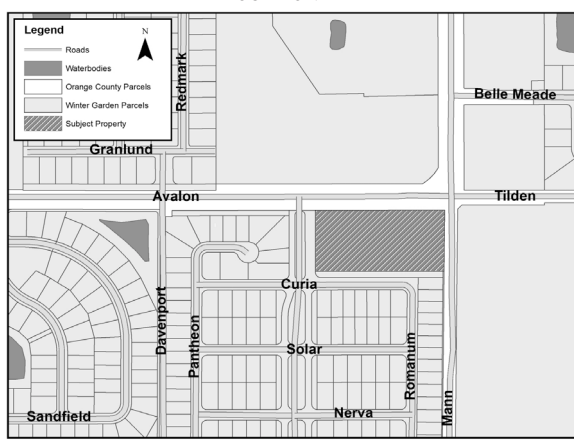 Legend
N
Roads
Waterbodies
Orange County Parcels
Winter Garden Parcels
Subject Property
Redmark
Belle Meade
Granlund
Avalon
Tilden
Curia
Davenport
Pantheon
Solar
Romanum
Mann
Sandfield
Nerva